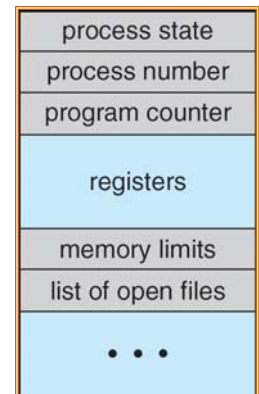 process state
process number
program counter
registers
memory limits
list of open files
• • •